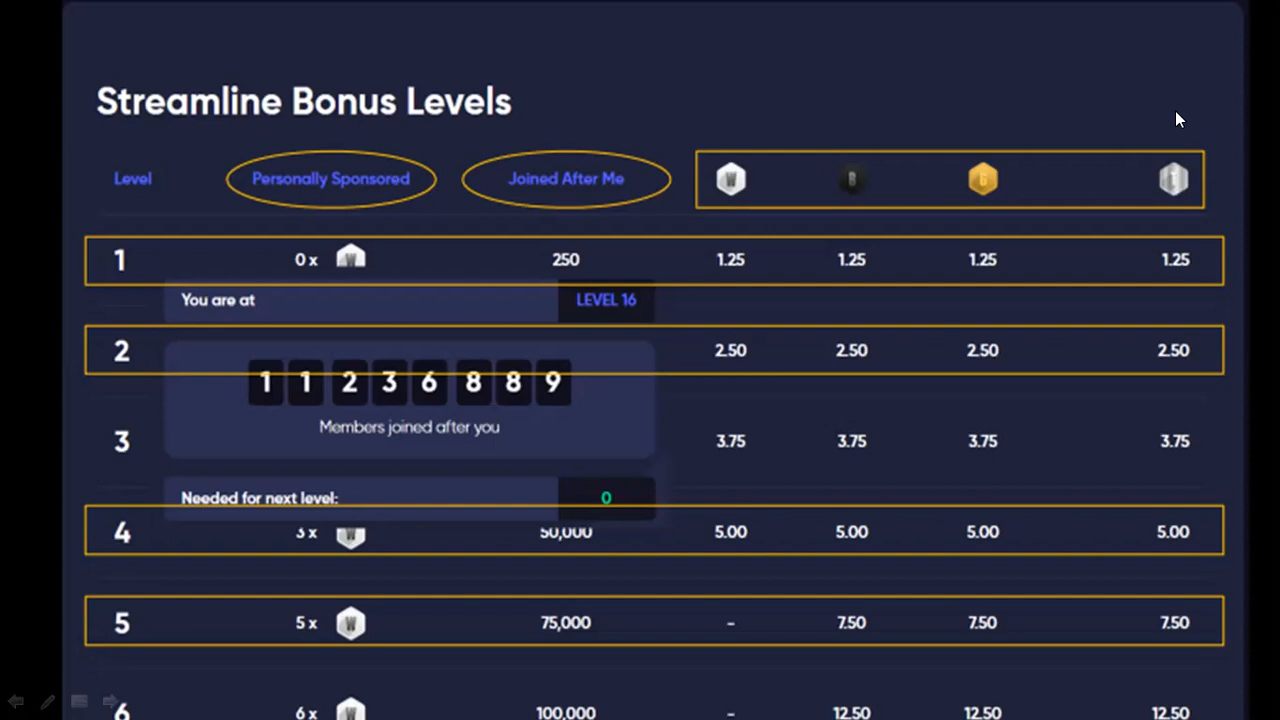 Streamline Bonus Levels
Level Personally Sponsored Joined After Me W B G T
1 0 x W 250 1.25 1.25 1.25 1.25
You are at LEVEL 16
2 2.50 2.50 2.50 2.50
1 1 2 3 6 8 8 9
Members joined after you
3 3.75 3.75 3.75 3.75
Needed for next level: 0
4 3 x W 50,000 5.00 5.00 5.00 5.00
5 5 x W 75,000 - 7.50 7.50 7.50
6 6 x W 100,000 - 12.50 12.50 12.50